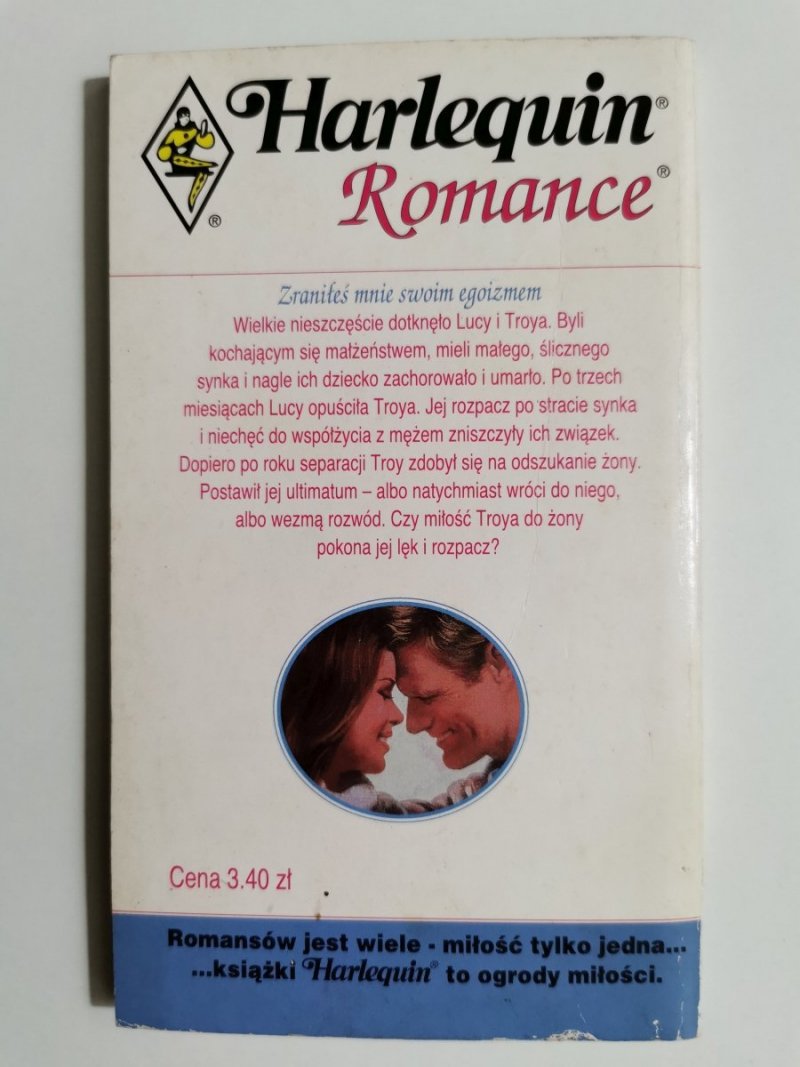 Harlequin®
Romance®
®
Zraniłeś mnie swoim egoizmem
Wielkie nieszczęście dotknęło Lucy i Troya. Byli
kochającym się małżeństwem, mieli małego, ślicznego
synka i nagle ich dziecko zachorowało i umarło. Po trzech
miesiącach Lucy opuściła Troya. Jej rozpacz po stracie synka
i niechęć do współżycia z mężem zniszczyły ich związek.
Dopiero po roku separacji Troy zdobył się na odszukanie żony.
Postawił jej ultimatum – albo natychmiast wróci do niego,
albo wezmą rozwód. Czy miłość Troya do żony
pokona jej lęk i rozpacz?
Cena 3.40 zł
Romansów jest wiele - miłość tylko jedna...
...książki Harlequin® to ogrody miłości.